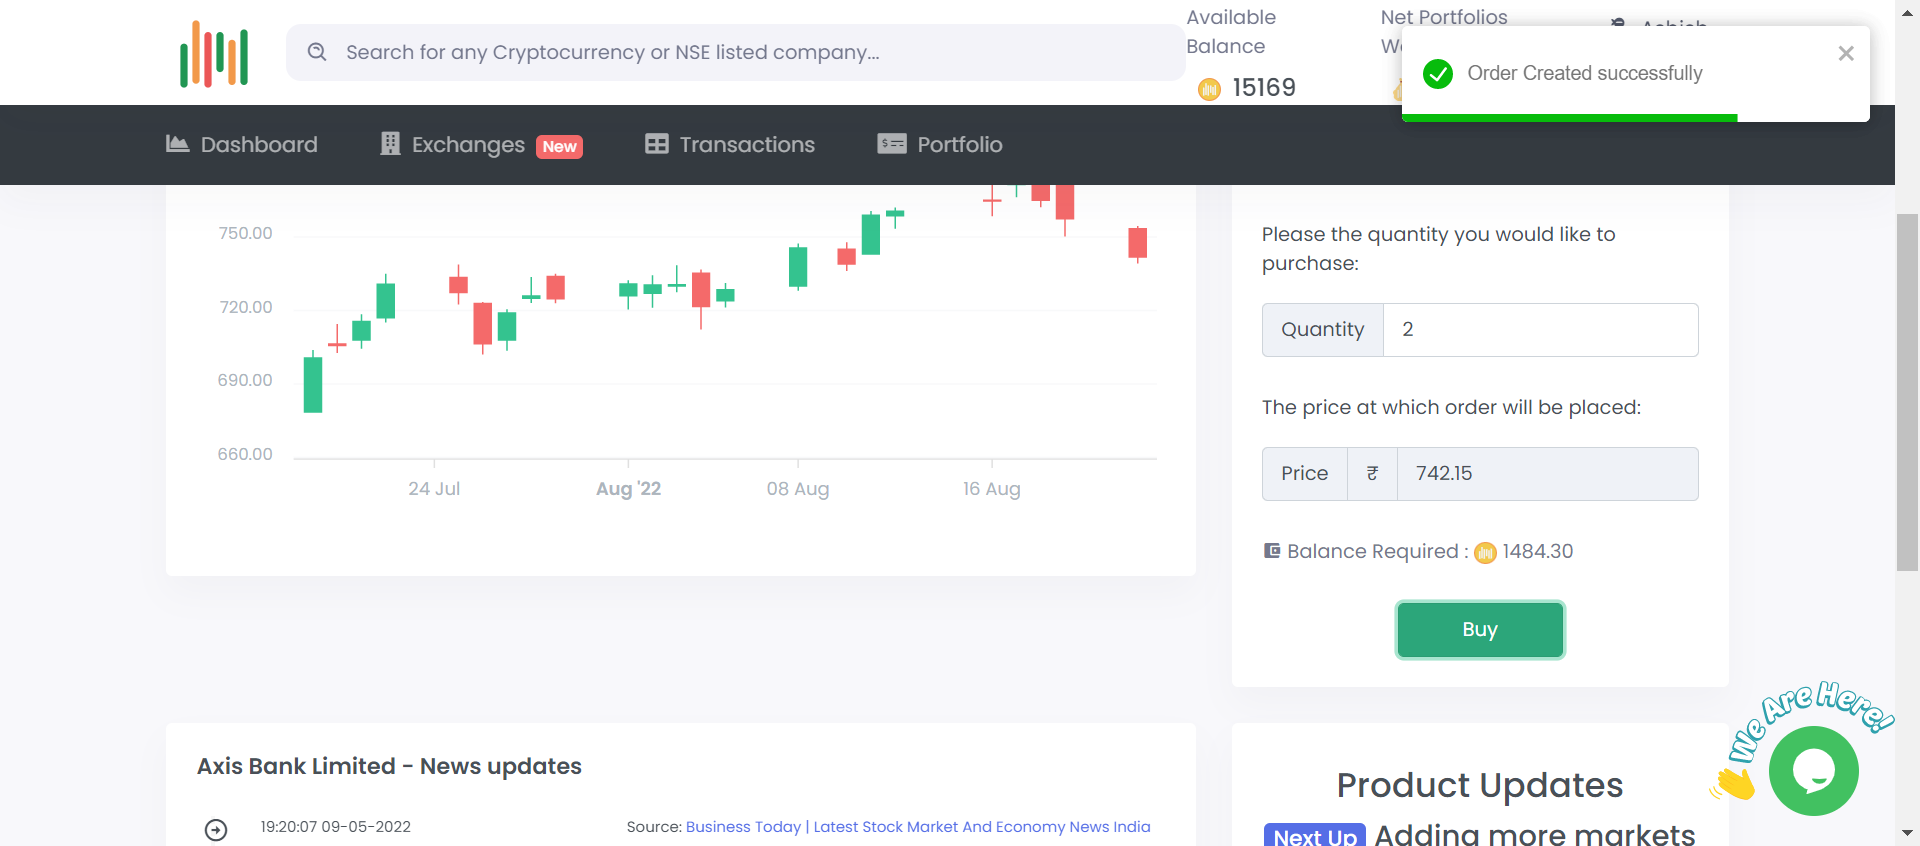 Search for any Cryptocurrency or NSE listed company...
Available
Balance
15169
Net Portfolios
Order Created successfully
Dashboard
Exchanges New
Transactions
Portfolio
750.00
720.00
690.00
660.00
24 Jul
Aug '22
08 Aug
16 Aug
Please the quantity you would like to
purchase:
Quantity 2
The price at which order will be placed:
Price ₹ 742.15
Balance Required : 1484.30
Buy
We Are Here!
Axis Bank Limited - News updates
19:20:07 09-05-2022
Source: Business Today | Latest Stock Market And Economy News India
Product Updates
Next Up Adding more markets